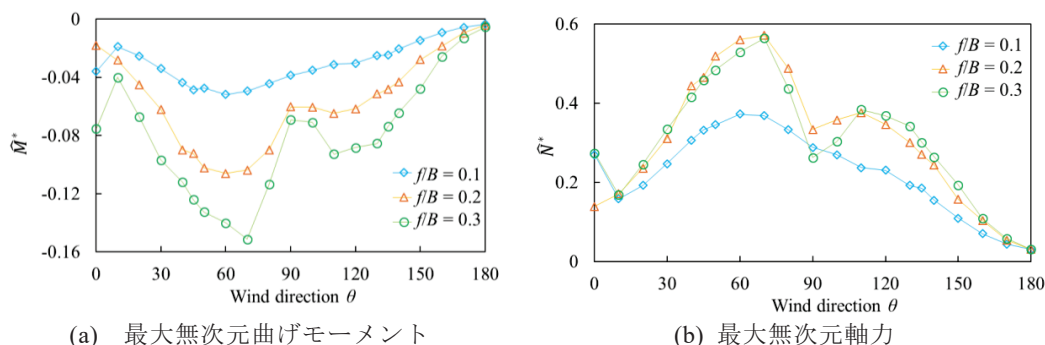 0
-0.04
-0.08
-0.12
-0.16
M̂*
f/B = 0.1
f/B = 0.2
f/B = 0.3
0 30 60 90 120 150 180
Wind direction θ
(a) 最大無次元曲げモーメント
0.6
0.4
0.2
0
N̂*
f/B = 0.1
f/B = 0.2
f/B = 0.3
0 30 60 90 120 150 180
Wind direction θ
(b) 最大無次元軸力